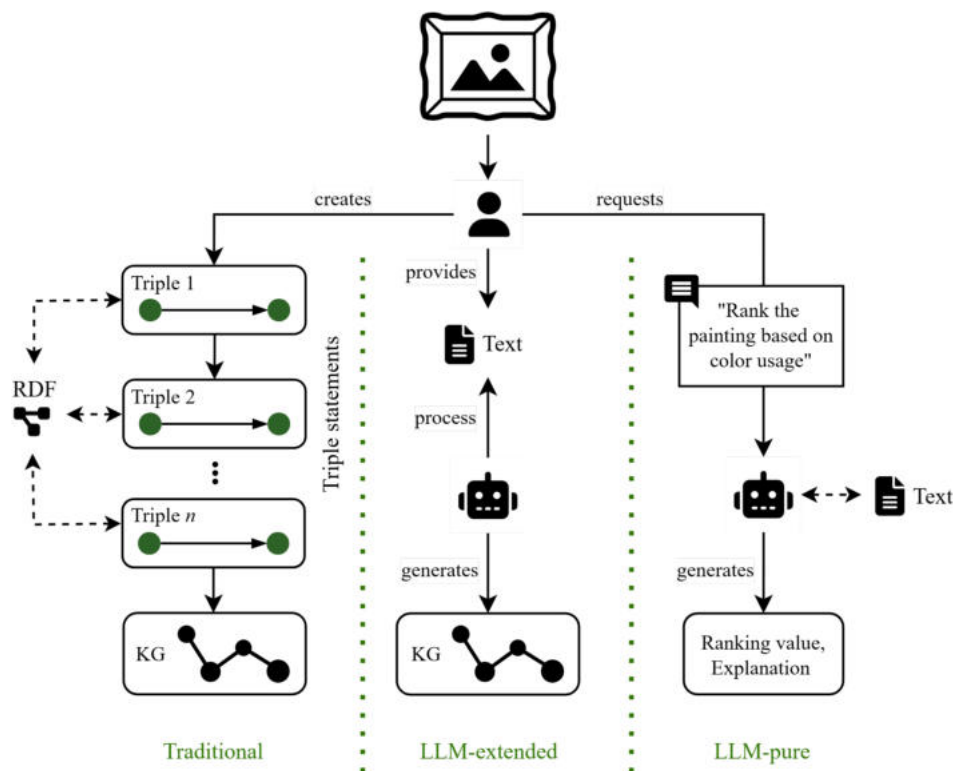 creates
requests
provides
Triple 1
"Rank the
painting based on
color usage"
Text
RDF
Triple 2
Triple statements
process
Triple n
Text
generates
generates
KG
KG
Ranking value,
Explanation
Traditional
LLM-extended
LLM-pure